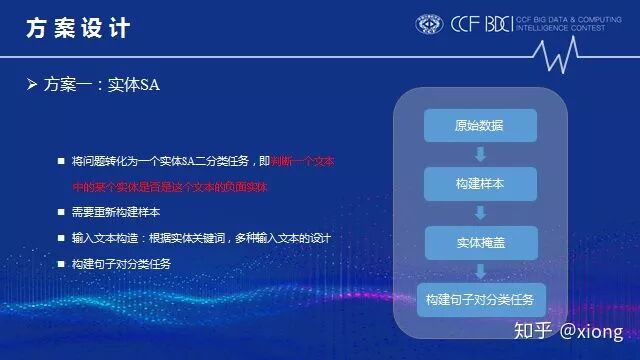 方案设计
CCF BDCI
CCF BIG DATA & COMPUTING
INTELLIGENCE CONTEST
方案一：实体SA
将问题转化为一个实体SA二分类任务，即判断一个文本
中的某个实体是否是这个文本的负面实体
需要重新构建样本
输入文本构造：根据实体关键词，多种输入文本的设计
构建句子对分类任务
原始数据
构建样本
实体掩盖
构建句子对分类任务
知乎 @xiong